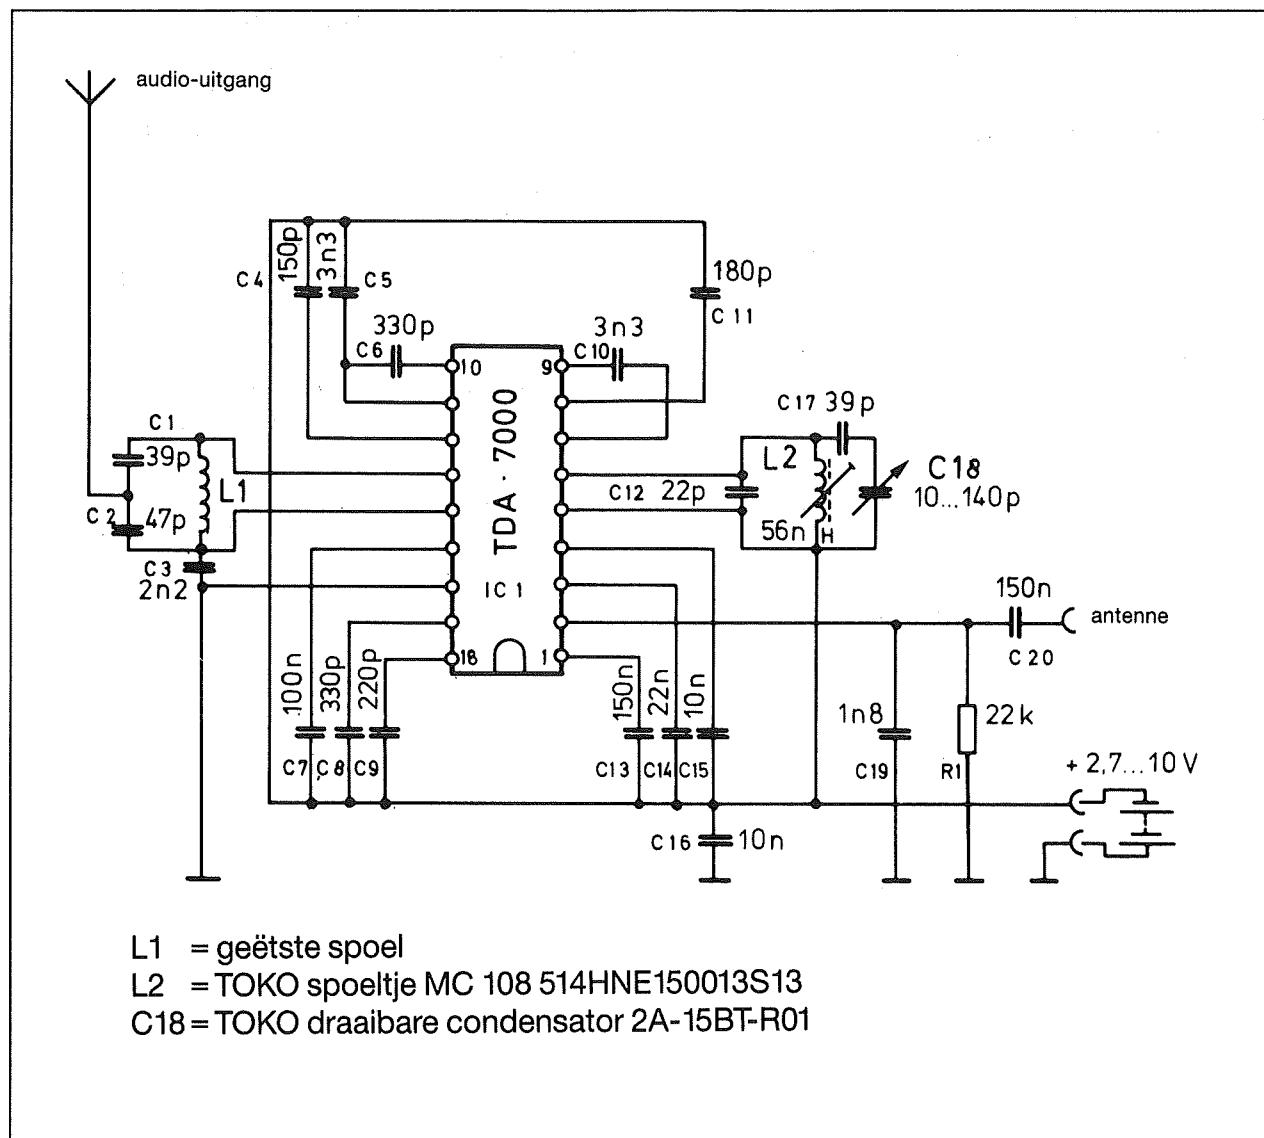 audio-uitgang
150p
3n3
C4
C5
180p
C11
330p
C6
3n3
C10
10
9
TDA·7000
IC1
18
1
C1
39p
L1
C2
47p
C3
2n2
C17 39p
L2
C18
10...140p
C12 22p
56n
H
150n
antenne
C20
100n
330p
220p
150n
22n
10n
C7
C8
C9
C13
C14
C15
1n8
C19
22k
R1
+ 2,7...10 V
C16
10n
L1 = geëtste spoel
L2 = TOKO spoeltje MC 108 514HNE150013S13
C18 = TOKO draaibare condensator 2A-15BT-R01